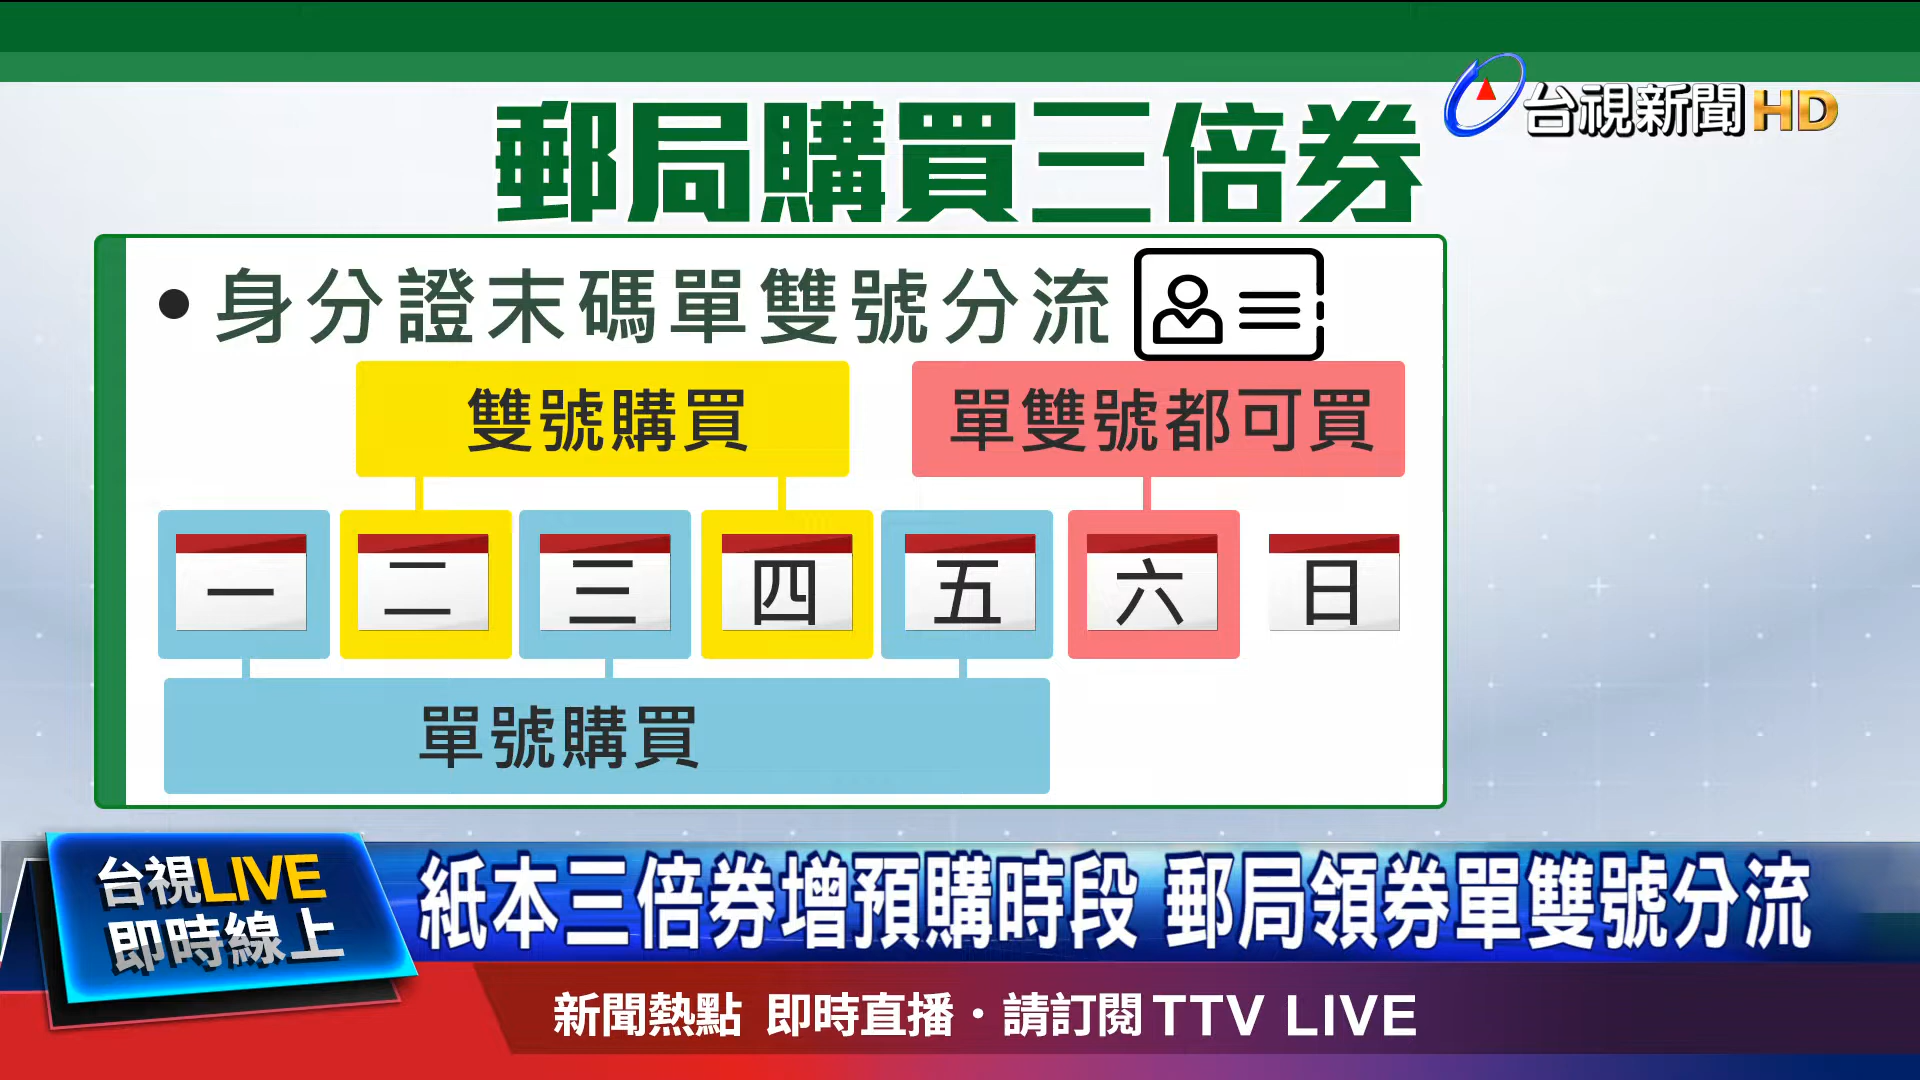 台視新聞HD
郵局購買三倍券
身分證末碼單雙號分流
雙號購買 單雙號都可買
一 二 三 四 五 六 日
單號購買
台視LIVE
即時線上
紙本三倍券增預購時段 郵局領券單雙號分流
新聞熱點 即時直播・請訂閱TTV LIVE